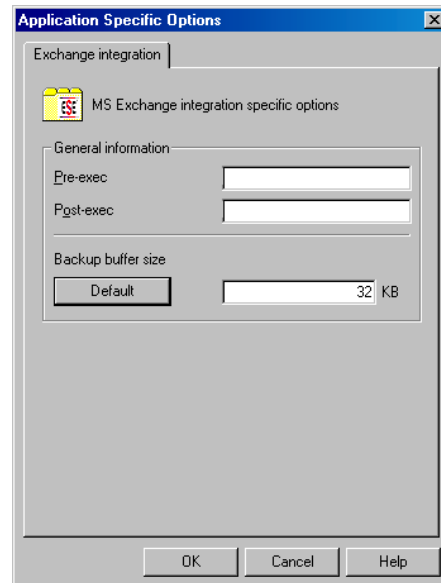 Application Specific Options
Exchange integration
MS Exchange integration specific options
General information
Pre-exec
Post-exec
Backup buffer size
Default 32 KB
OK Cancel Help